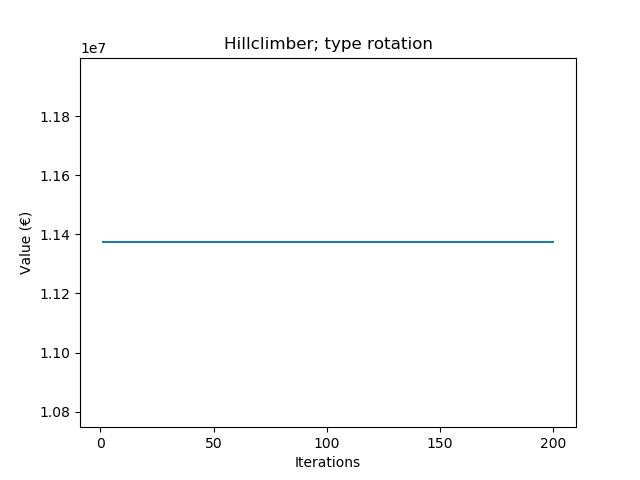 Hillclimber; type rotation
1e7
Value (€)
1.18
1.16
1.14
1.12
1.10
1.08
0 50 100 150 200
Iterations